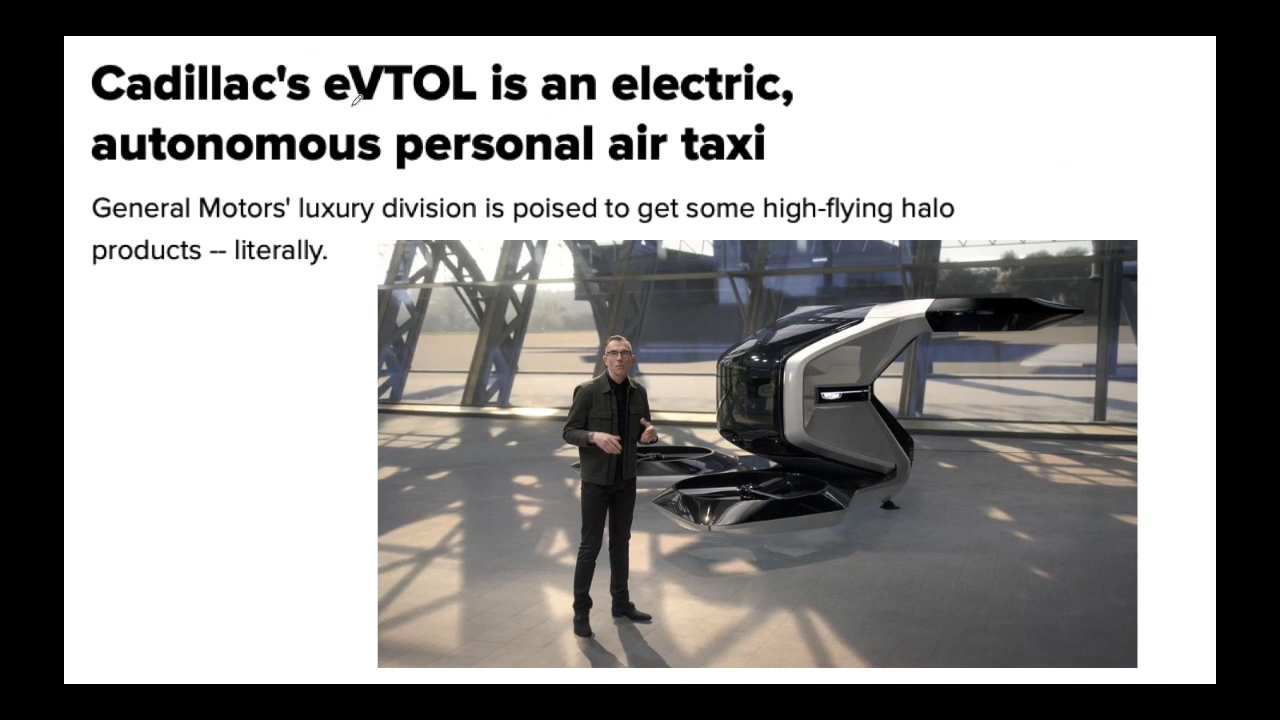 Cadillac's eVTOL is an electric,
autonomous personal air taxi
General Motors' luxury division is poised to get some high-flying halo
products -- literally.